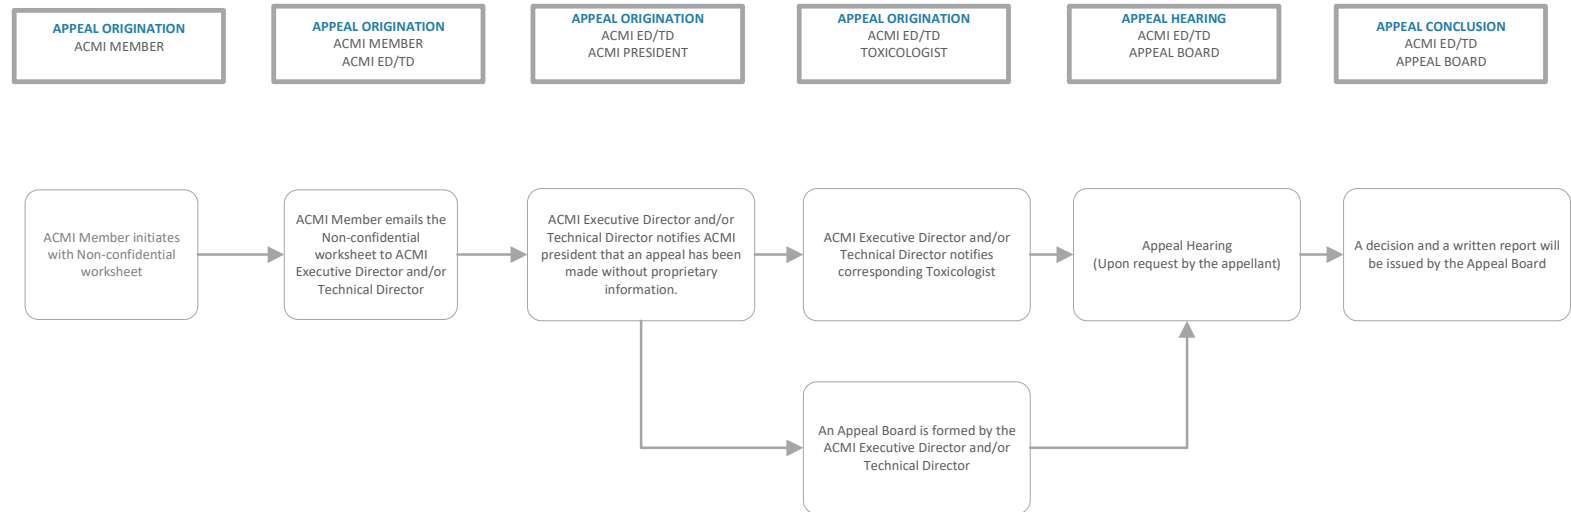 APPEAL ORIGINATION
ACMI MEMBER
APPEAL ORIGINATION
ACMI MEMBER
ACMI ED/TD
APPEAL ORIGINATION
ACMI ED/TD
ACMI PRESIDENT
APPEAL ORIGINATION
ACMI ED/TD
TOXICOLOGIST
APPEAL HEARING
ACMI ED/TD
APPEAL BOARD
APPEAL CONCLUSION
ACMI ED/TD
APPEAL BOARD
ACMI Member initiates
with Non-confidential
worksheet
ACMI Member emails the
Non-confidential
worksheet to ACMI
Executive Director and/or
Technical Director
ACMI Executive Director and/or
Technical Director notifies ACMI
president that an appeal has been
made without proprietary
information.
ACMI Executive Director and/or
Technical Director notifies
corresponding Toxicologist
Appeal Hearing
(Upon request by the appellant)
A decision and a written report will
be issued by the Appeal Board
An Appeal Board is formed by the
ACMI Executive Director and/or
Technical Director